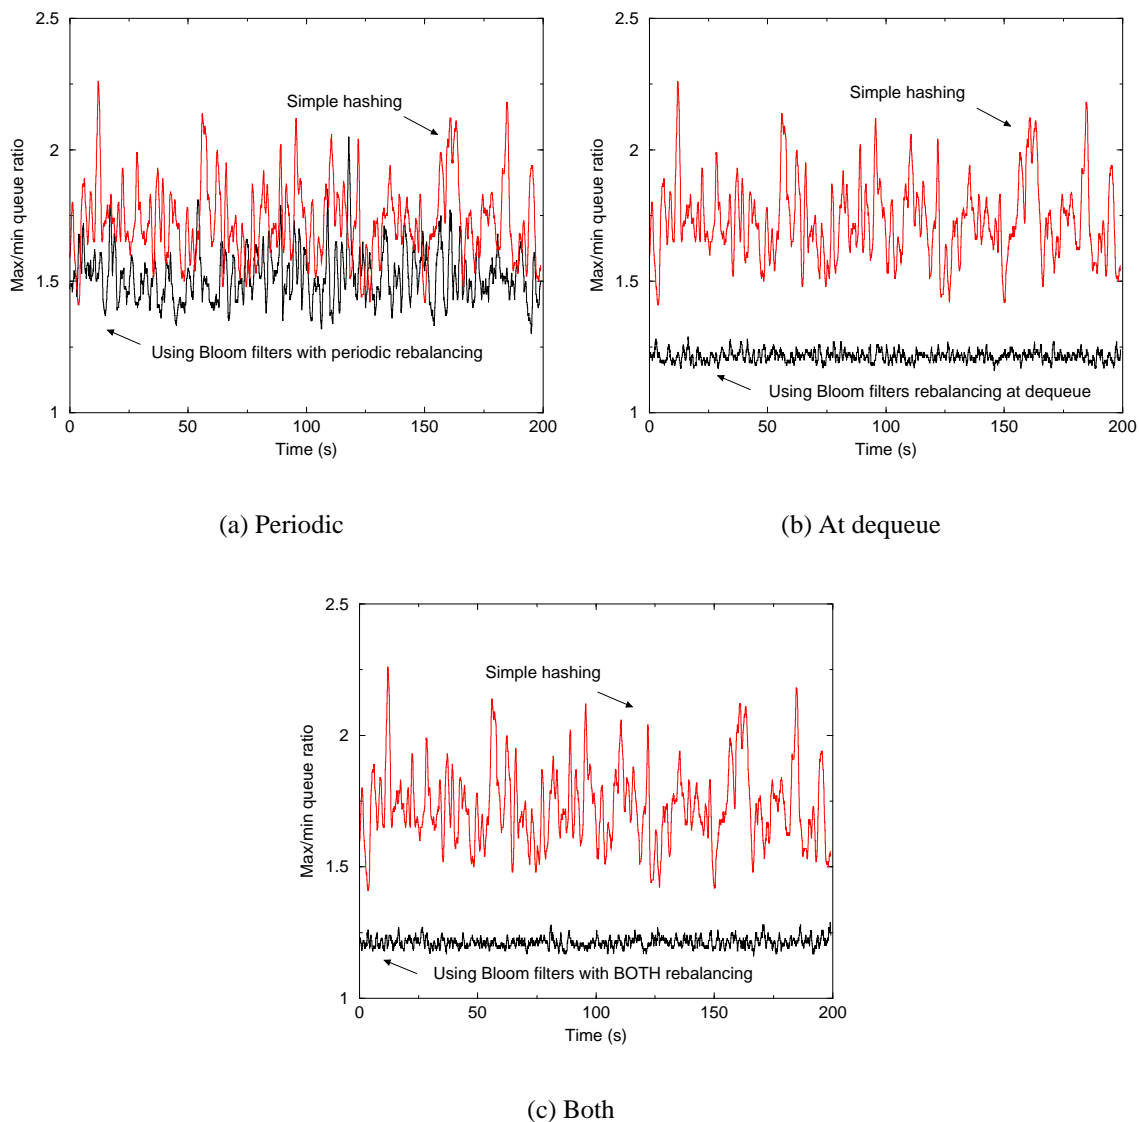 2.5
2
1.5
1
Max/min queue ratio
Simple hashing
Using Bloom filters with periodic rebalancing
0
50
100
150
200
Time (s)
(a) Periodic
2.5
2
1.5
1
Max/min queue ratio
Simple hashing
Using Bloom filters rebalancing at dequeue
0
50
100
150
200
Time (s)
(b) At dequeue
2.5
2
1.5
1
Max/min queue ratio
Simple hashing
Using Bloom filters with BOTH rebalancing
0
50
100
150
200
Time (s)
(c) Both